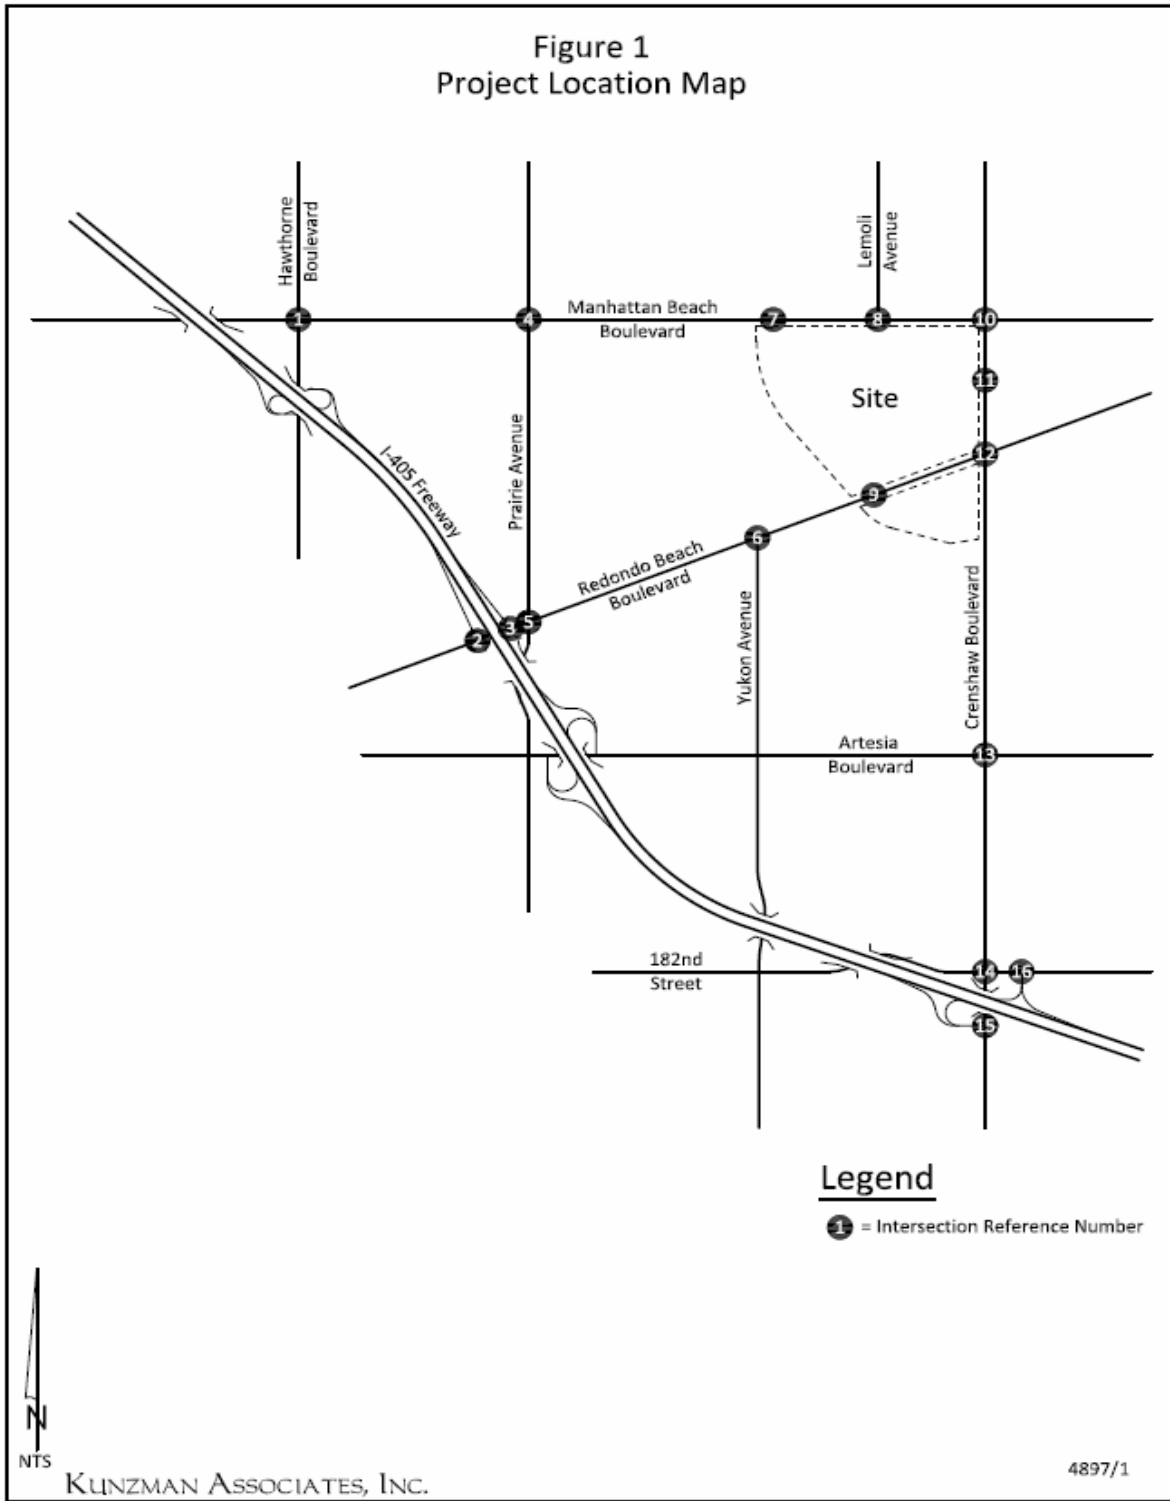 Figure 1
Project Location Map
Hawthorne
Boulevard
Lemoli
Avenue
Manhattan Beach
Boulevard
1
4
7
8
10
11
Site
I-405 Freeway
Prairie Avenue
12
9
6
Redondo Beach
Boulevard
5
3
2
Yukon Avenue
Crenshaw Boulevard
Artesia
Boulevard
13
182nd
Street
14
16
15
Legend
1 = Intersection Reference Number
N
NTS
KUNZMAN ASSOCIATES, INC.
4897/1